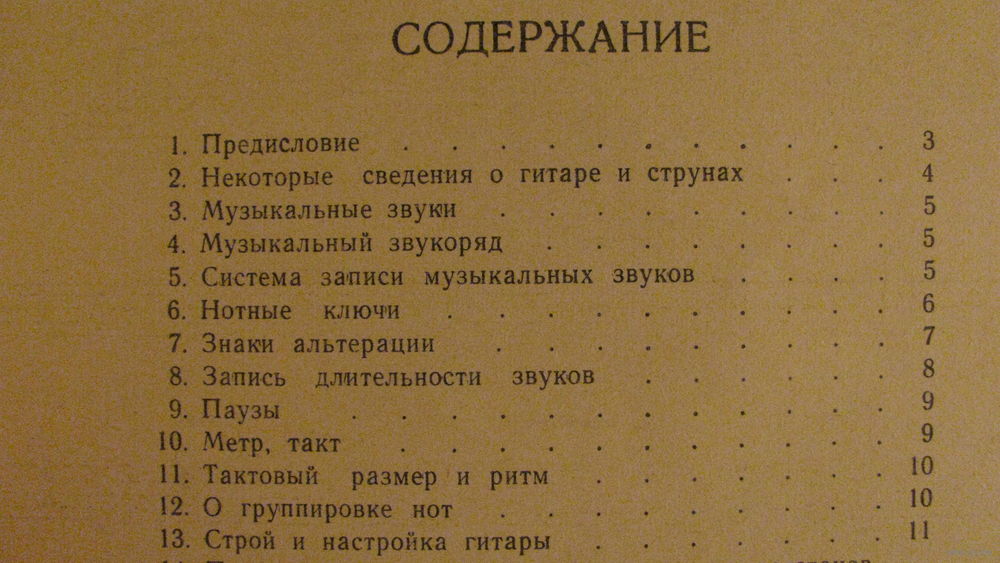 СОДЕРЖАНИЕ
1. Предисловие . . . . . . . . . . . 3
2. Некоторые сведения о гитаре и струнах . . . 4
3. Музыкальные звуки . . . . . . . . . 5
4. Музыкальный звукоряд . . . . . . . . 5
5. Система записи музыкальных звуков . . . . 5
6. Нотные ключи . . . . . . . . . . 6
7. Знаки альтерации . . . . . . . . . 7
8. Запись длительности звуков . . . . . . 8
9. Паузы . . . . . . . . . . . . 9
10. Метр, такт . . . . . . . . . . . 9
11. Тактовый размер и ритм . . . . . . . 10
12. О группировке нот . . . . . . . . . 10
13. Строй и настройка гитары . . . . . . . 11